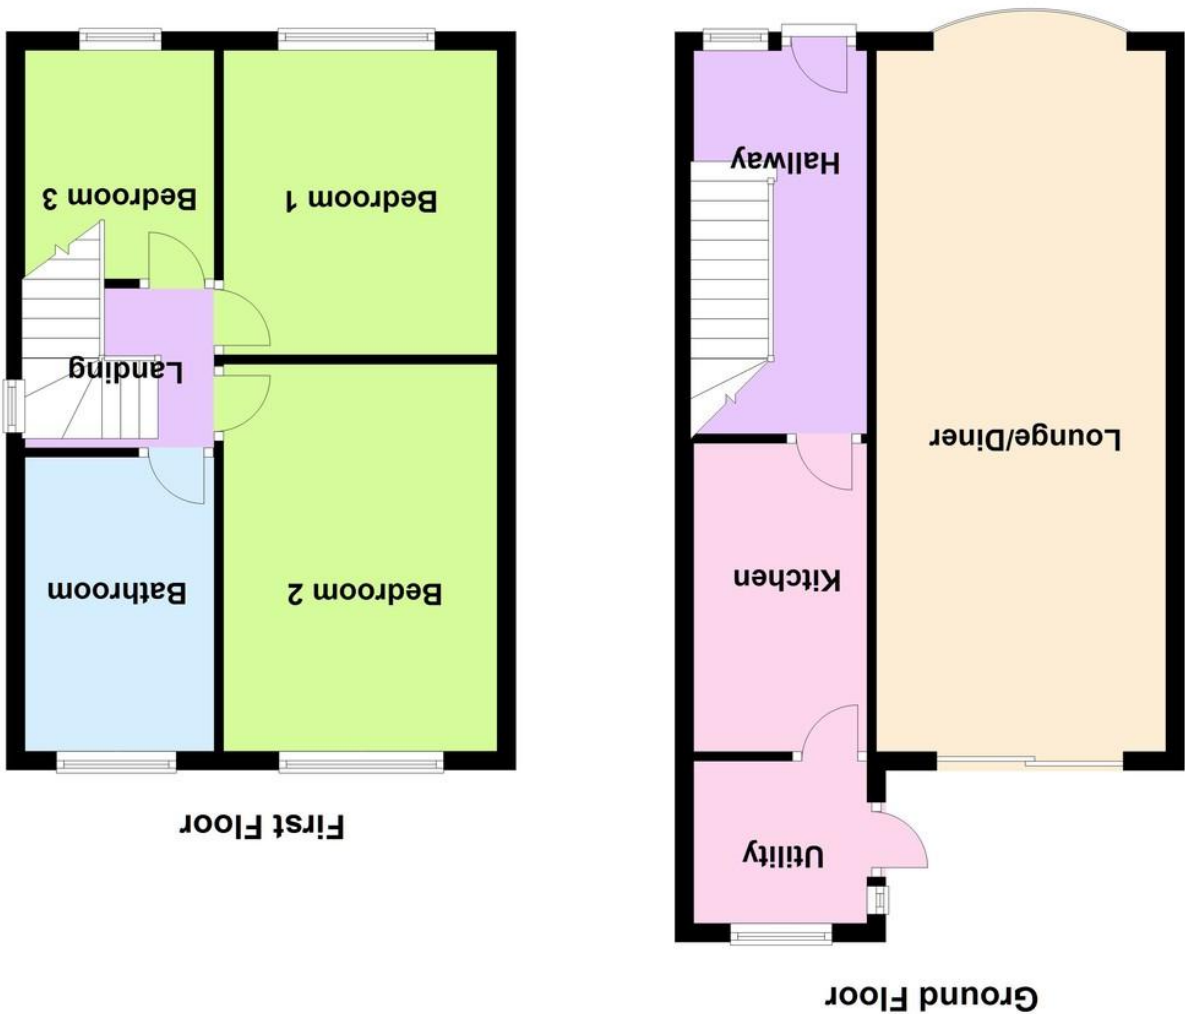 Ground Floor
Utility
Kitchen
Lounge/Diner
Hallway
First Floor
Bedroom 2
Bathroom
Landing
Bedroom 1
Bedroom 3